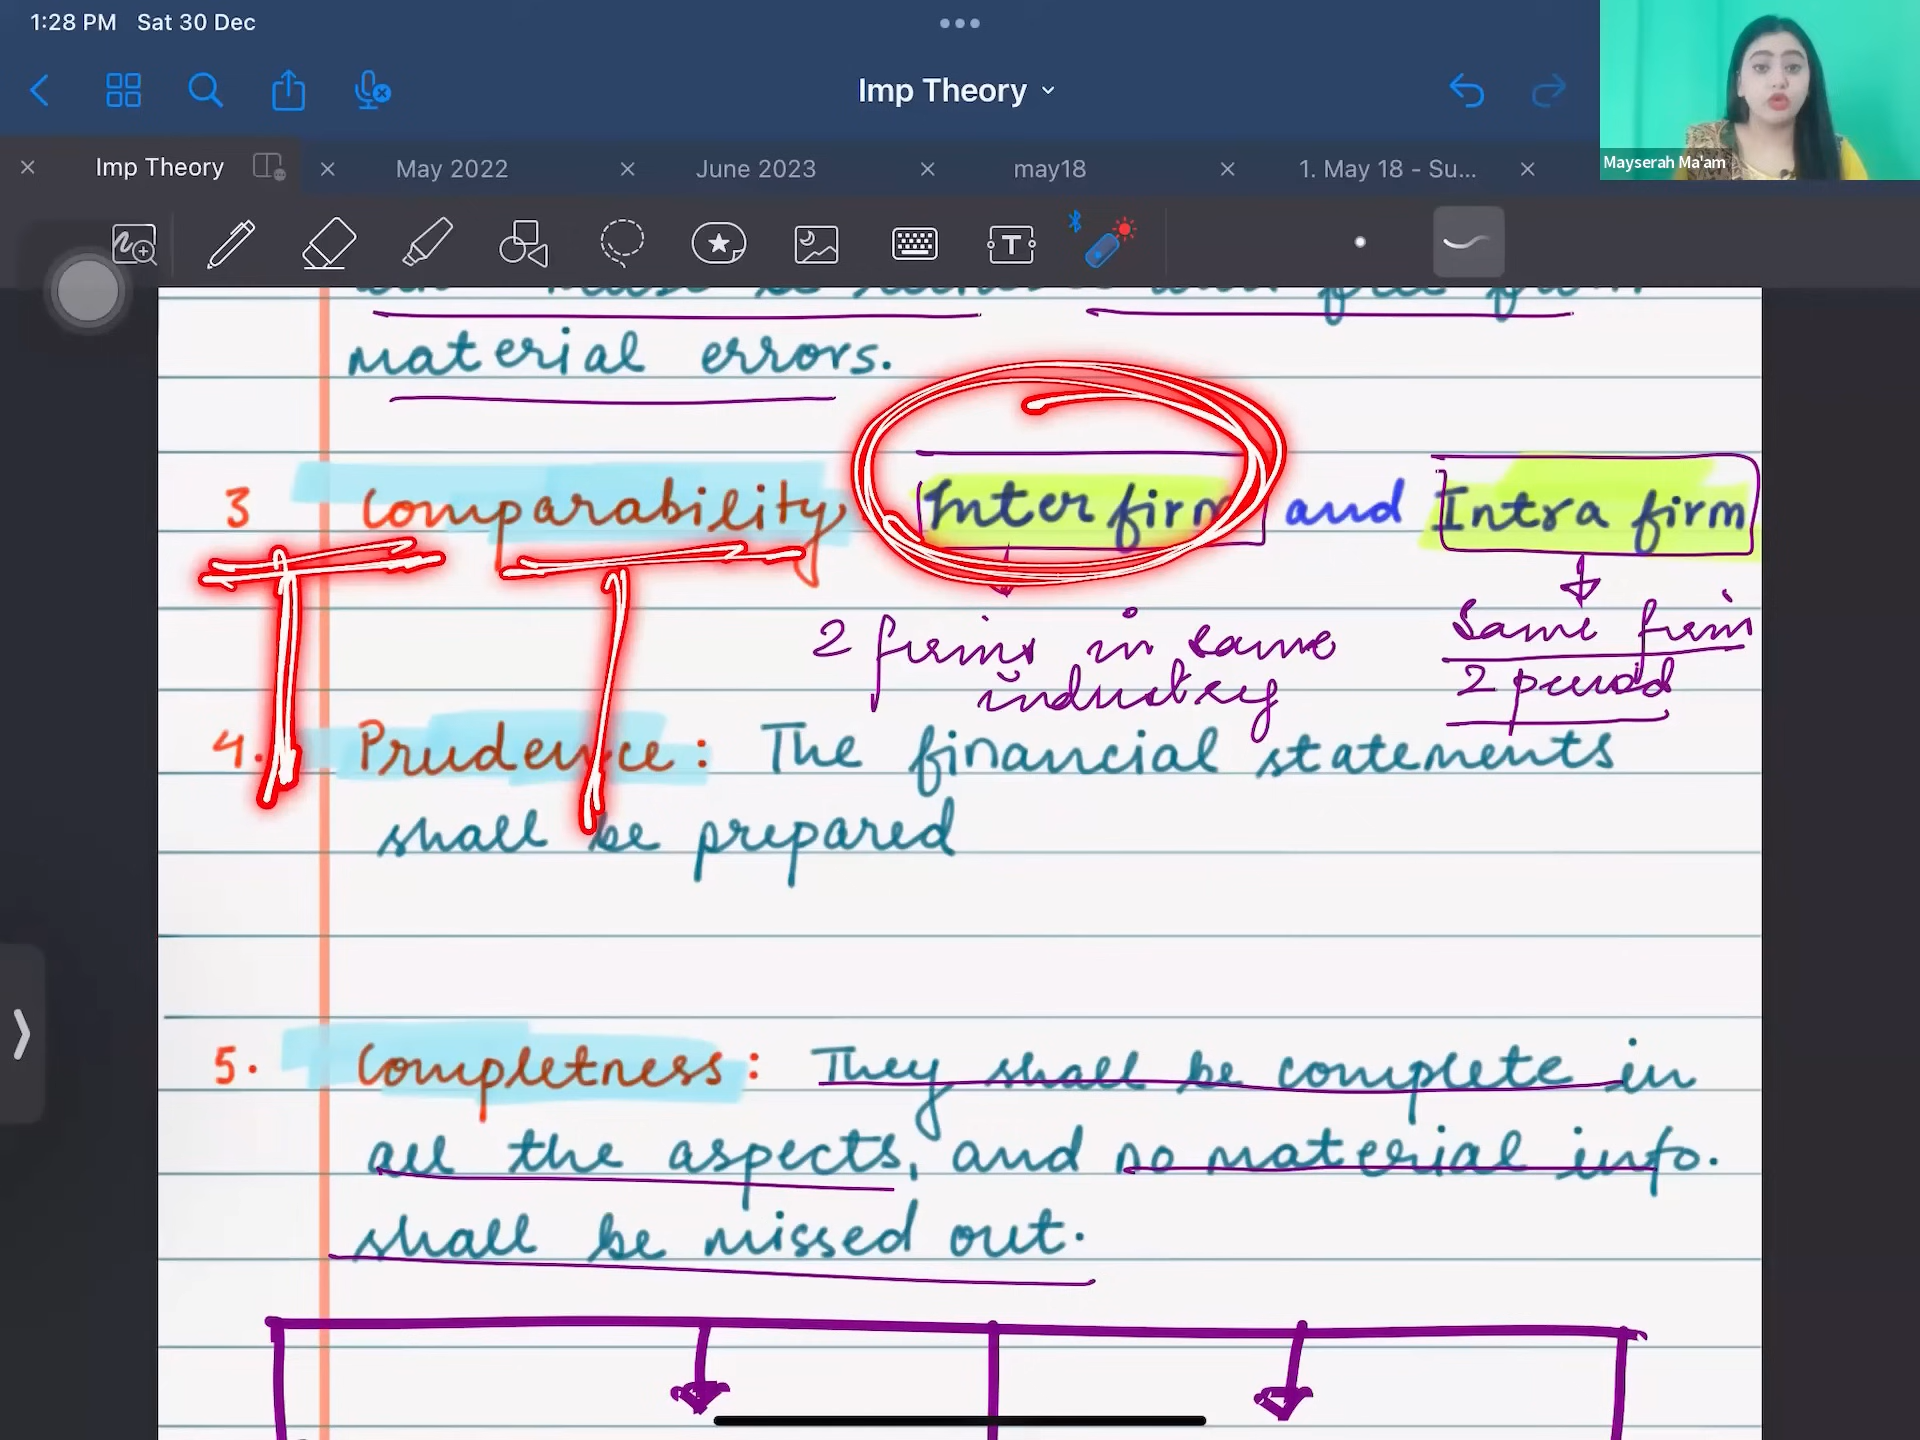 1:28 PM Sat 30 Dec
Imp Theory
Mayserah Ma'am
Imp Theory
May 2022
June 2023
may18
1. May 18 - Su...
T
material errors.
3 Comparability Inter firm and Intra firm
2 firms in same industry
Same firm
2 period
4. Prudence: The financial statements
shall be prepared
5. Completness: They shall be complete in
all the aspects, and no material info.
shall be missed out.